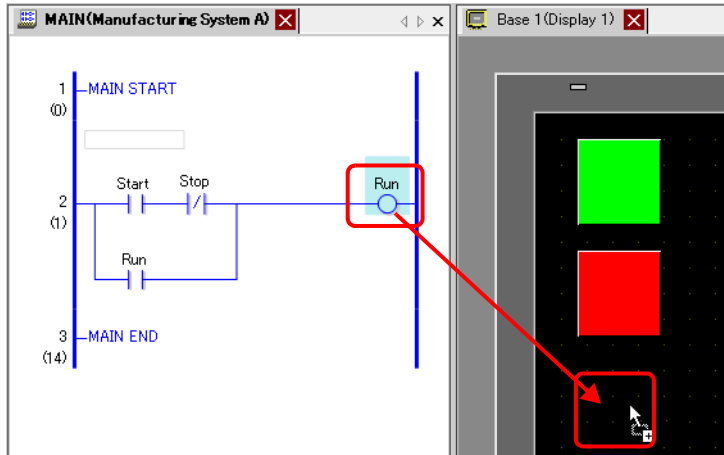 MAIN(Manufacturing System A)
Base 1(Display 1)
1
MAIN START
(0)
Start
Stop
Run
2
(1)
Run
3
MAIN END
(14)